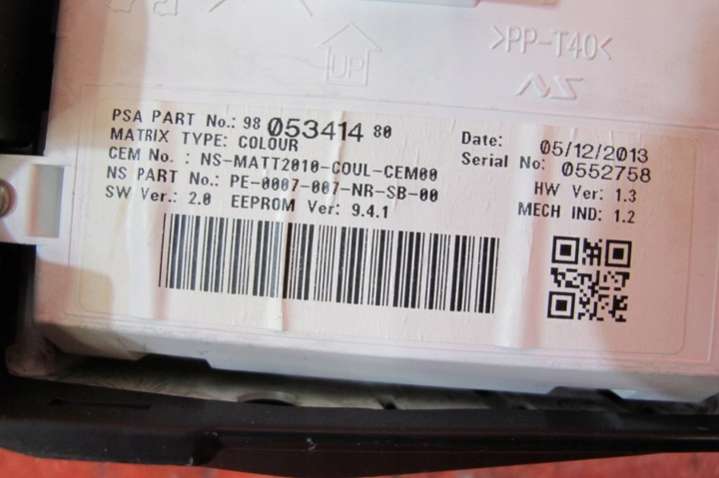 >PP-T40<
UP
PSA PART No.: 98 053414 80
MATRIX TYPE: COLOUR
CEM No. : NS-MATT2010-COUL-CEM00
NS PART No.: PE-0007-007-NR-SB-00
SW Ver.: 2.0 EEPROM Ver: 9.4.1
Date: 05/12/2013
Serial No: 0552758
HW Ver: 1.3
MECH IND: 1.2